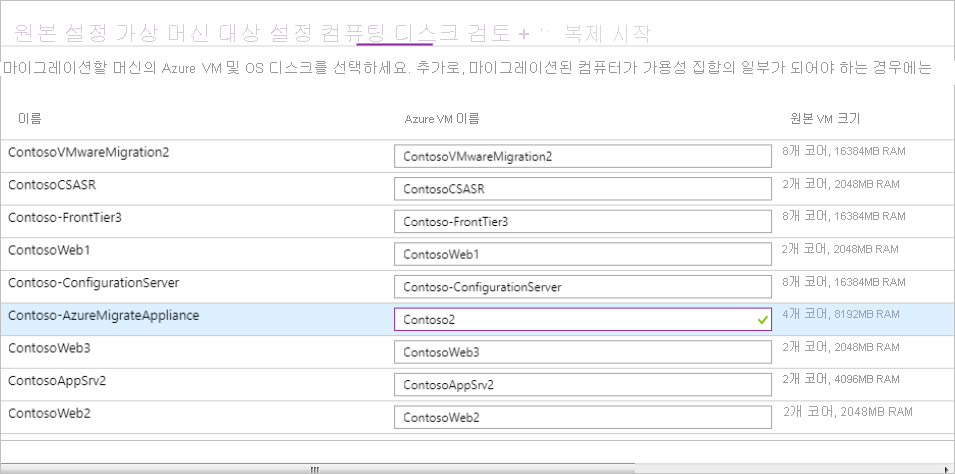 원본 설정 가상 머신 대상 설정 컴퓨팅 디스크 검토 + 복제 시작
마이그레이션할 머신의 Azure VM 및 OS 디스크를 선택하세요. 추가로, 마이그레이션된 컴퓨터가 가용성 집합의 일부가 되어야 하는 경우에는
이름 Azure VM 이름 원본 VM 크기
ContosoVMwareMigration2 ContosoVMwareMigration2 8개 코어, 16384MB RAM
ContosoCSASR ContosoCSASR 2개 코어, 2048MB RAM
Contoso-FrontTier3 Contoso-FrontTier3 8개 코어, 16384MB RAM
ContosoWeb1 ContosoWeb1 2개 코어, 2048MB RAM
Contoso-ConfigurationServer Contoso-ConfigurationServer 8개 코어, 16384MB RAM
Contoso-AzureMigrateAppliance Contoso2 4개 코어, 8192MB RAM
ContosoWeb3 ContosoWeb3 2개 코어, 2048MB RAM
ContosoAppSrv2 ContosoAppSrv2 2개 코어, 4096MB RAM
ContosoWeb2 ContosoWeb2 2개 코어, 2048MB RAM